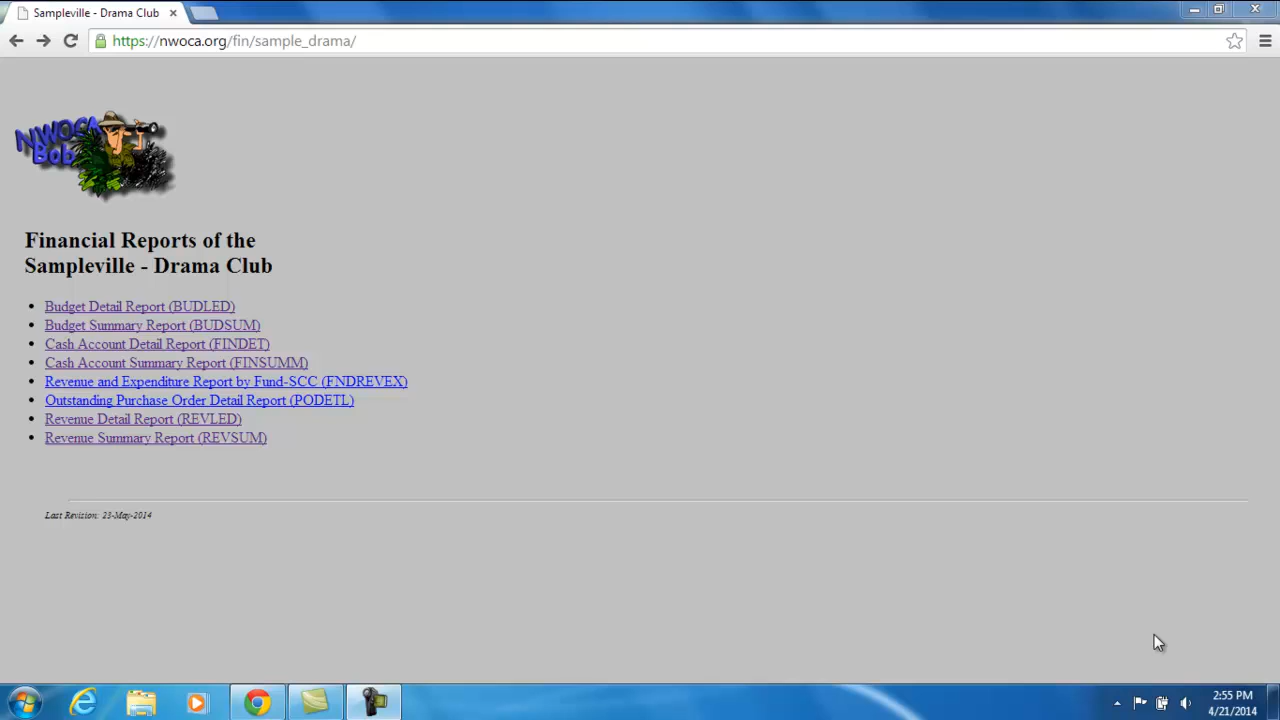 Sampleville - Drama Club
https://nwoca.org/fin/sample_drama/
NWOCA
Bob
Financial Reports of the
Sampleville - Drama Club
Budget Detail Report (BUDLED)
Budget Summary Report (BUDSUM)
Cash Account Detail Report (FINDET)
Cash Account Summary Report (FINSUMM)
Revenue and Expenditure Report by Fund-SCC (FNDREVEX)
Outstanding Purchase Order Detail Report (PODETL)
Revenue Detail Report (REVLED)
Revenue Summary Report (REVSUM)
Last Revision: 23-May-2014
2:55 PM
4/21/2014